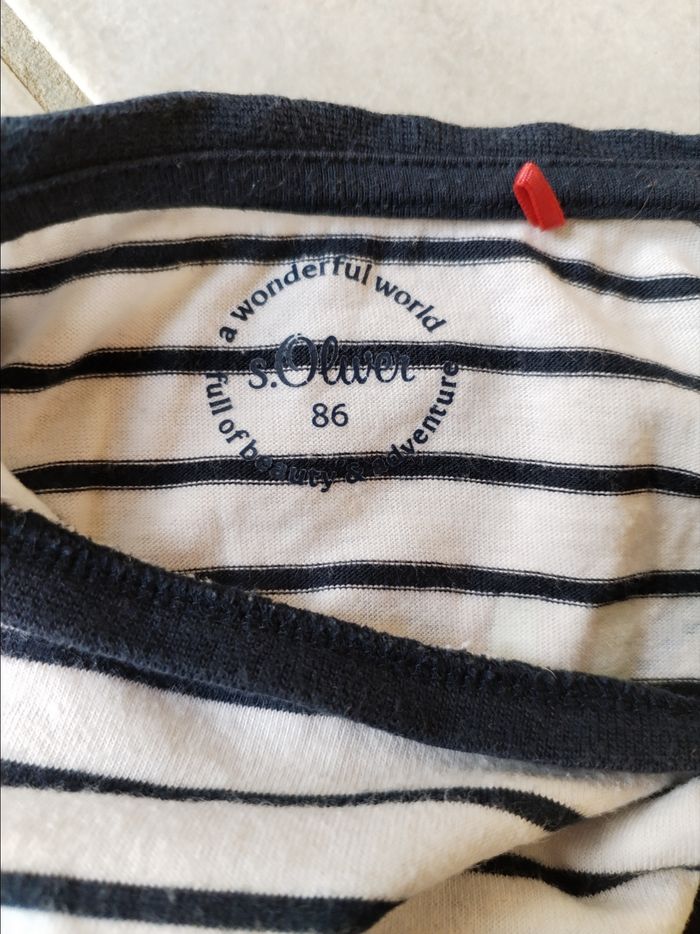 a wonderful world
s.Oliver
86
full of beauty & adventure